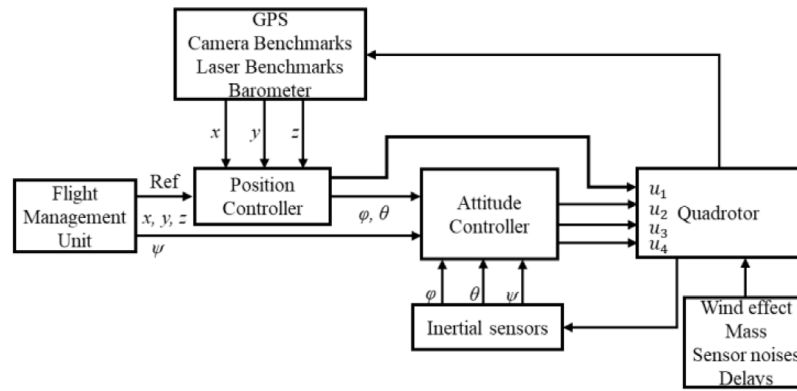 GPS
Camera Benchmarks
Laser Benchmarks
Barometer
x y z
Flight
Management
Unit
Ref
x, y, z
ψ
Position
Controller
φ, θ
Attitude
Controller
u₁
u₂
u₃
u₄
Quadrotor
φ θ ψ
Inertial sensors
Wind effect
Mass
Sensor noises
Delays